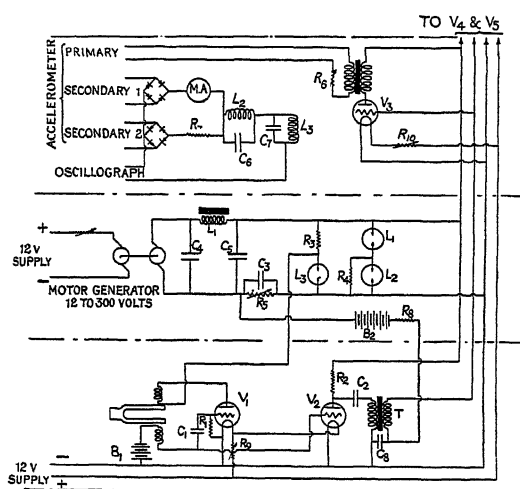 TO V4 & V5
ACCELEROMETER
PRIMARY
SECONDARY 1
SECONDARY 2
OSCILLOGRAPH
M.A
R7
L2
C6
C7
L3
R6
V3
R10
+
12 V
SUPPLY
−
MOTOR GENERATOR
12 TO 300 VOLTS
L1
C4
C5
C3
R5
R3
L3
R4
L1
L2
B2
R8
B1
C1
R1
V1
R9
V2
R2
C2
T
C8
−
12 V
SUPPLY
+